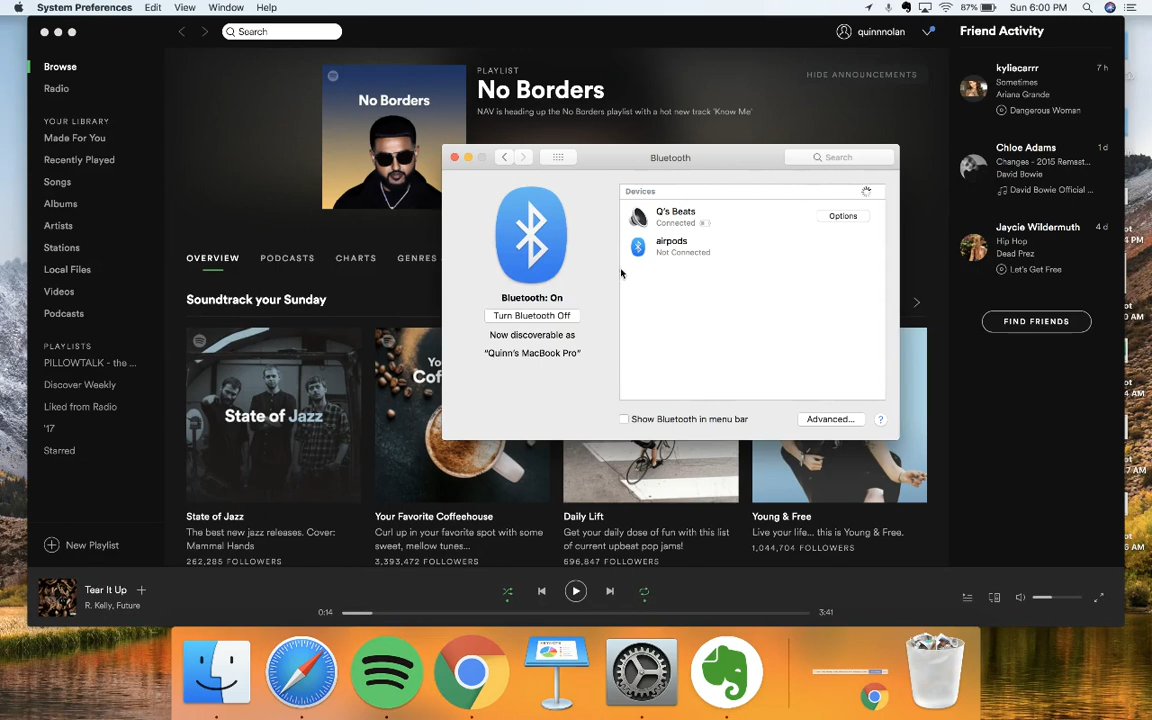 System Preferences Edit View Window Help
87% Sun 6:00 PM
Search
quinnnolan
Browse
Radio
YOUR LIBRARY
Made For You
Recently Played
Songs
Albums
Artists
Stations
Local Files
Videos
Podcasts
PLAYLISTS
PILLOWTALK - the ...
Discover Weekly
Liked from Radio
'17
Starred
New Playlist
No Borders
PLAYLIST
No Borders
NAV is heading up the No Borders playlist with a hot new track 'Know Me'
HIDE ANNOUNCEMENTS
OVERVIEW PODCASTS CHARTS GENRES
Soundtrack your Sunday
Bluetooth
Search
Bluetooth: On
Turn Bluetooth Off
Now discoverable as
"Quinn's MacBook Pro"
Devices
Q's Beats
Connected
Options
airpods
Not Connected
Show Bluetooth in menu bar
Advanced...
?
State of Jazz
State of Jazz
The best new jazz releases. Cover:
Mammal Hands
262,285 FOLLOWERS
Your Favorite Coffeehouse
Curl up in your favorite spot with some
sweet, mellow tunes...
3,393,472 FOLLOWERS
Daily Lift
Get your daily dose of fun with this list
of current upbeat pop jams!
696,847 FOLLOWERS
Young & Free
Live your life... this is Young & Free.
1,044,704 FOLLOWERS
Friend Activity
kyliecarrr 7 h
Sometimes
Ariana Grande
Dangerous Woman
Chloe Adams 1 d
Changes - 2015 Remast...
David Bowie
David Bowie Official ...
Jaycie Wildermuth 4 d
Hip Hop
Dead Prez
Let's Get Free
FIND FRIENDS
Tear It Up
R. Kelly, Future
0:14
3:41